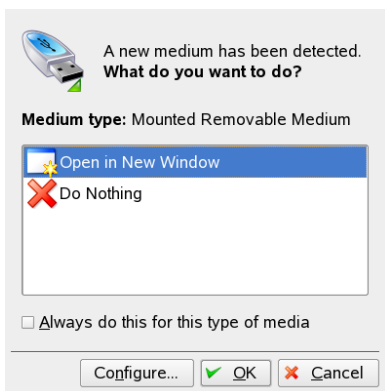 A new medium has been detected.
What do you want to do?
Medium type: Mounted Removable Medium
Open in New Window
Do Nothing
Always do this for this type of media
Configure... OK Cancel